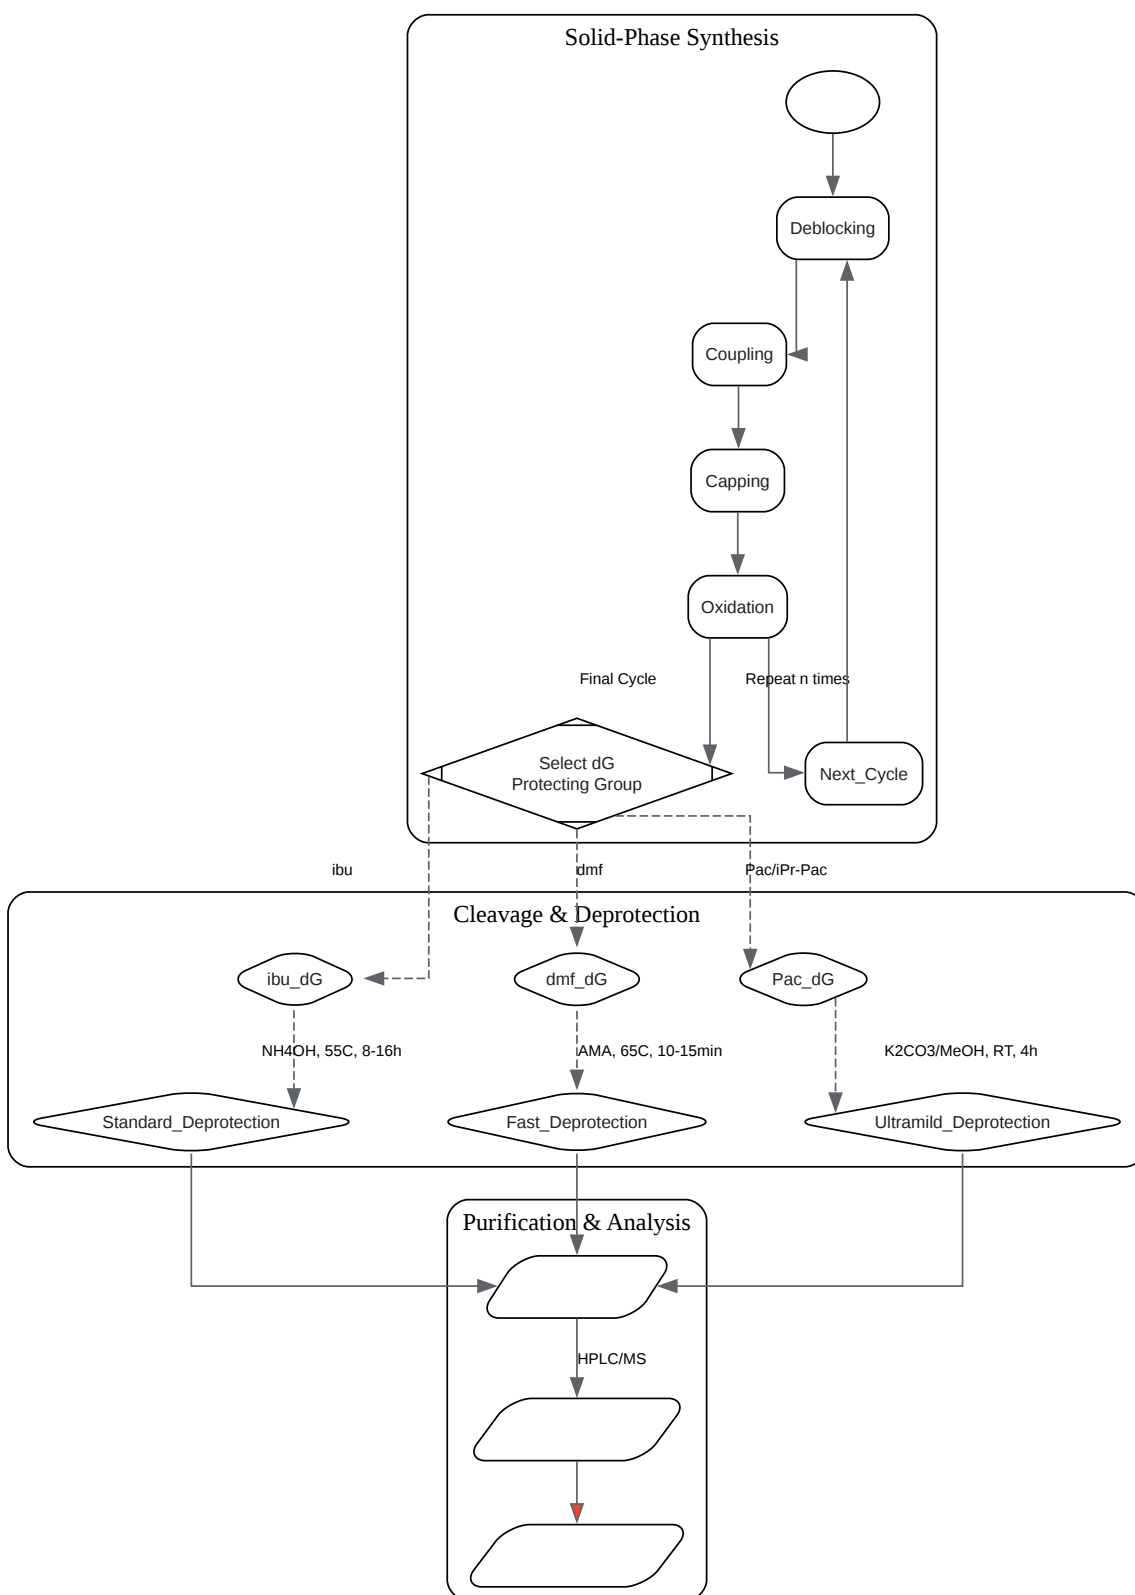 Solid-Phase Synthesis
Deblocking
Coupling
Capping
Oxidation
Final Cycle
Repeat n times
Select dG
Protecting Group
Next_Cycle
ibu
dmf
Pac/iPr-Pac
Cleavage & Deprotection
ibu_dG
dmf_dG
Pac_dG
NH4OH, 55C, 8-16h
AMA, 65C, 10-15min
K2CO3/MeOH, RT, 4h
Standard_Deprotection
Fast_Deprotection
Ultramild_Deprotection
Purification & Analysis
HPLC/MS